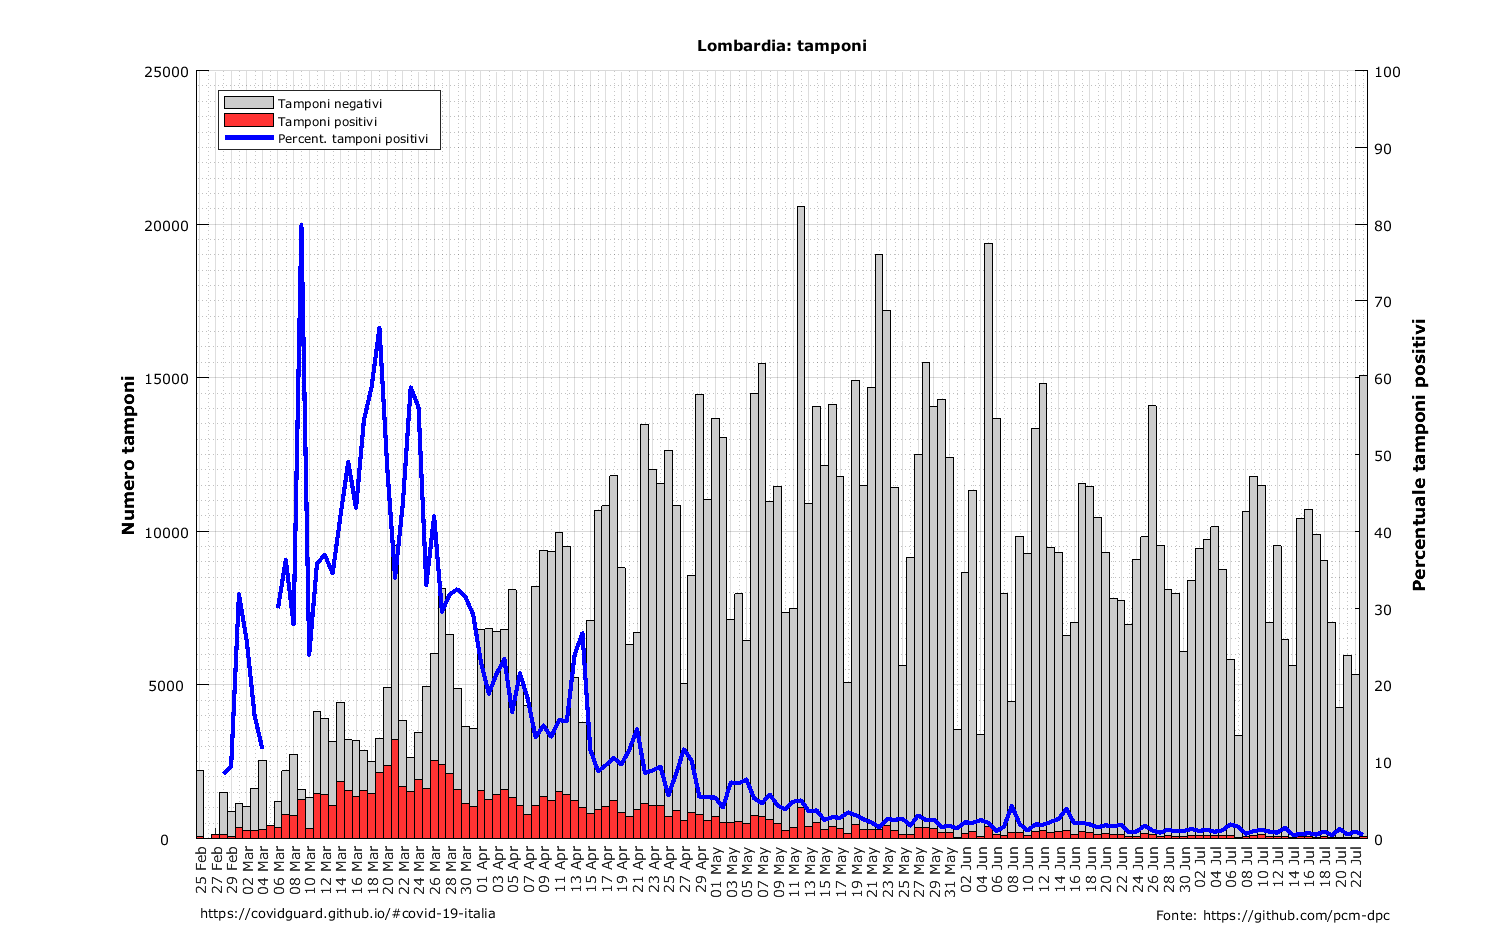 Lombardia: tamponi
Tamponi negativi
Tamponi positivi
Percent. tamponi positivi
Numero tamponi
25000
20000
15000
10000
5000
0
Percentuale tamponi positivi
100
90
80
70
60
50
40
30
20
10
0
25 Feb
27 Feb
29 Feb
02 Mar
04 Mar
06 Mar
08 Mar
10 Mar
12 Mar
14 Mar
16 Mar
18 Mar
20 Mar
22 Mar
24 Mar
26 Mar
28 Mar
30 Mar
01 Apr
03 Apr
05 Apr
07 Apr
09 Apr
11 Apr
13 Apr
15 Apr
17 Apr
19 Apr
21 Apr
23 Apr
25 Apr
27 Apr
29 Apr
01 May
03 May
05 May
07 May
09 May
11 May
13 May
15 May
17 May
19 May
21 May
23 May
25 May
27 May
29 May
31 May
02 Jun
04 Jun
06 Jun
08 Jun
10 Jun
12 Jun
14 Jun
16 Jun
18 Jun
20 Jun
22 Jun
24 Jun
26 Jun
28 Jun
30 Jun
02 Jul
04 Jul
06 Jul
08 Jul
10 Jul
12 Jul
14 Jul
16 Jul
18 Jul
20 Jul
22 Jul
https://covidguard.github.io/#covid-19-italia
Fonte: https://github.com/pcm-dpc